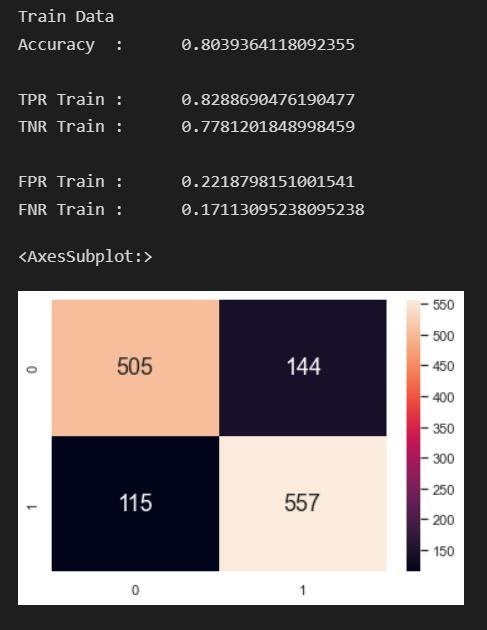 Train Data
Accuracy  :      0.8039364118092355
TPR Train :      0.8288690476190477
TNR Train :      0.7781201848998459
FPR Train :      0.2218798151001541
FNR Train :      0.17113095238095238
<AxesSubplot:>
550
505 144
0
500
450
400
350
300
250
115 557
1
200
150
0 1